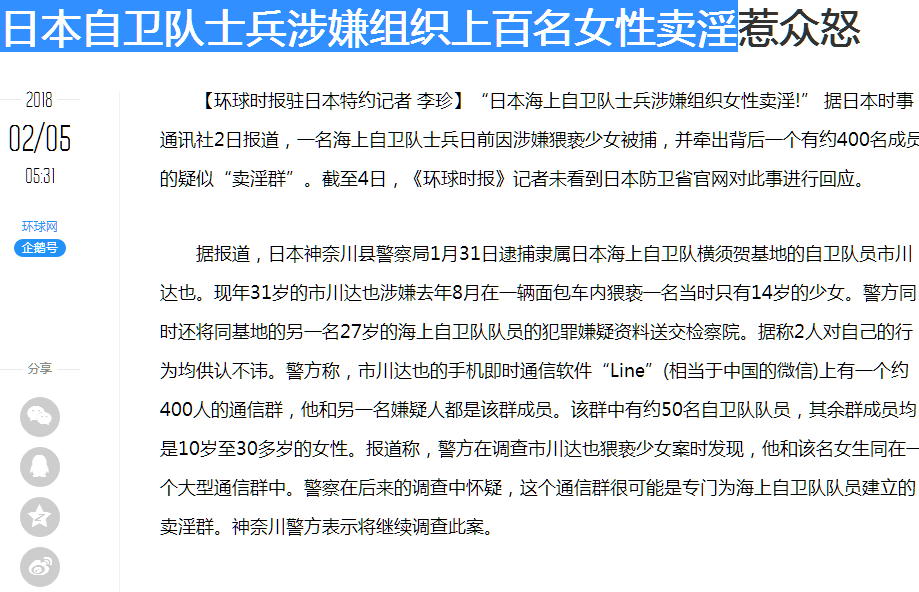 日本自卫队士兵涉嫌组织上百名女性卖淫惹众怒
2018
02/05
05:31
环球网
企鹅号
分享
【环球时报驻日本特约记者 李珍】“日本海上自卫队士兵涉嫌组织女性卖淫!” 据日本时事
通讯社2日报道，一名海上自卫队士兵日前因涉嫌猥亵少女被捕，并牵出背后一个有约400名成员
的疑似“卖淫群”。截至4日，《环球时报》记者未看到日本防卫省官网对此事进行回应。
据报道，日本神奈川县警察局1月31日逮捕隶属日本海上自卫队横须贺基地的自卫队员市川
达也。现年31岁的市川达也涉嫌去年8月在一辆面包车内猥亵一名当时只有14岁的少女。警方同
时还将同基地的另一名27岁的海上自卫队队员的犯罪嫌疑资料送交检察院。据称2人对自己的行
为均供认不讳。警方称，市川达也的手机即时通信软件“Line”(相当于中国的微信)上有一个约
400人的通信群，他和另一名嫌疑人都是该群成员。该群中有约50名自卫队队员，其余群成员均
是10岁至30多岁的女性。报道称，警方在调查市川达也猥亵少女案时发现，他和该名女生同在一
个大型通信群中。警察在后来的调查中怀疑，这个通信群很可能是专门为海上自卫队队员建立的
卖淫群。神奈川警方表示将继续调查此案。